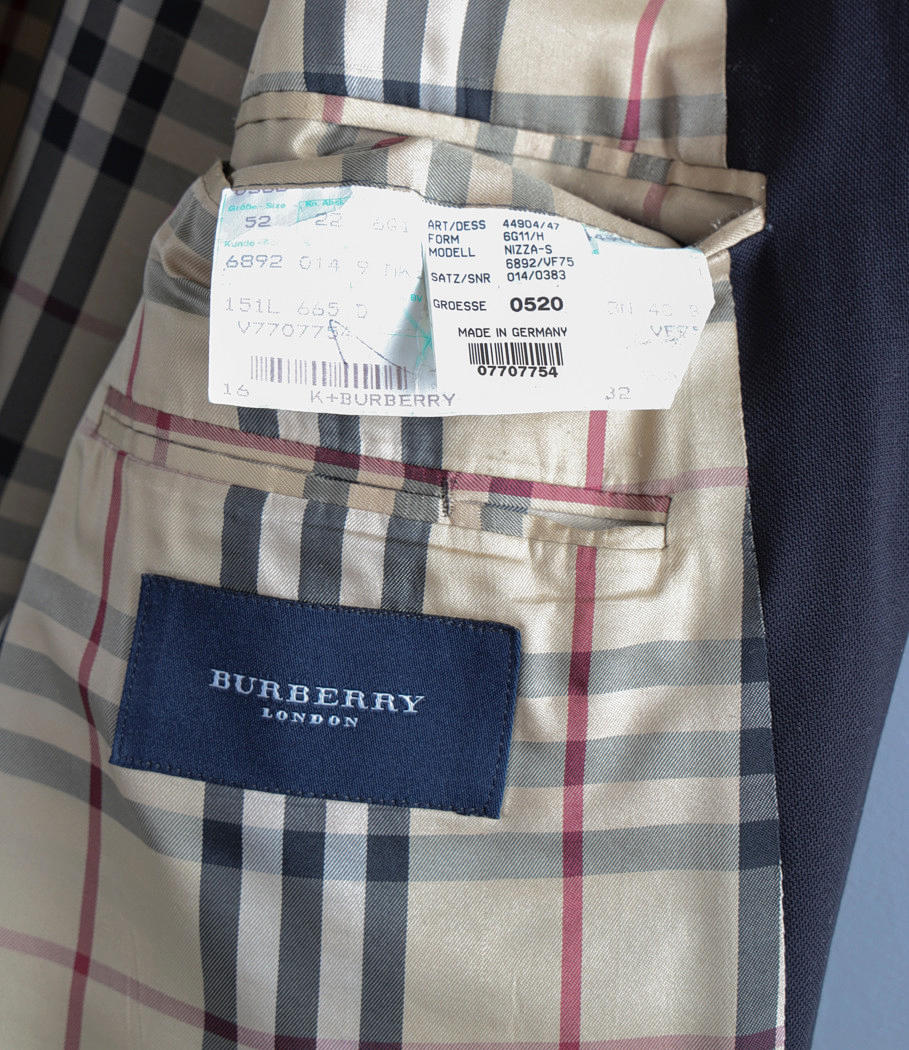 Größe - Size
52 22 6G1
6892 014 9
151L 665 D
V770775
16 K+BURBERRY 32
ART/DESS 44904/47
FORM 6G11/H
MODELL NIZZA-S
6892/VF75
SATZ/SNR 014/0383
GROESSE 0520
MADE IN GERMANY
07707754
BURBERRY
LONDON